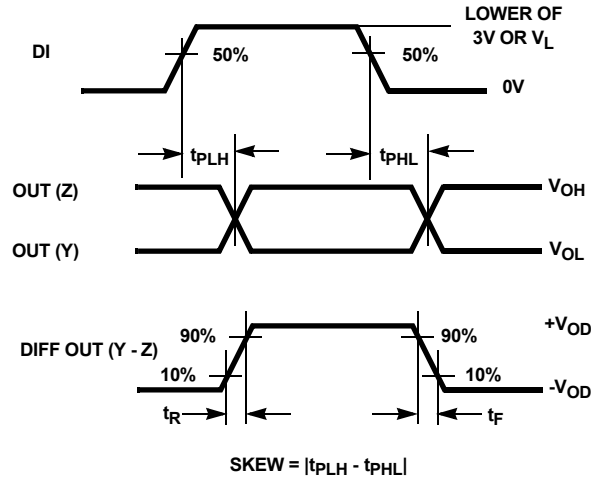 LOWER OF
3V OR VL
DI
50%
50%
0V
tPLH
tPHL
OUT (Z)
VOH
OUT (Y)
VOL
+VOD
90%
90%
DIFF OUT (Y - Z)
10%
10%
-VOD
tR
tF
SKEW = |tPLH - tPHL|